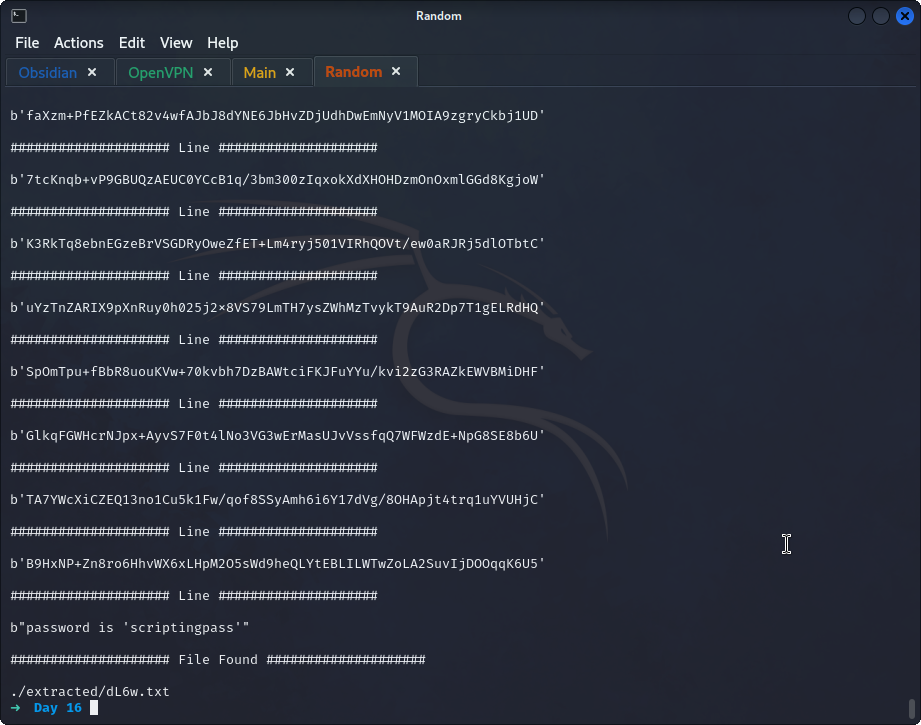 Random
File Actions Edit View Help
Obsidian × OpenVPN × Main × Random ×
b'faXzm+PfEZkACt82v4wfAJbJ8dYNE6JbHvZDjUdhDwEmNyV1MOIA9zgryCkbj1UD'
#################### Line ####################
b'7tcKnqb+vP9GBUQzAEUC0YCcB1q/3bm300zIqxokXdXHOHDzmOnOxmlGGd8KgjoW'
#################### Line ####################
b'K3RkTq8ebnEGzeBrVSGDRyOweZfET+Lm4ryj501VIRhQOVt/ew0aRJRj5dlOTbtC'
#################### Line ####################
b'uYzTnZARIX9pXnRuy0h025j2×8VS79LmTH7ysZWhMzTvykT9AuR2Dp7T1gELRdHQ'
#################### Line ####################
b'SpOmTpu+fBbR8uouKVw+70kvbh7DzBAWtciFKJFuYYu/kvi2zG3RAZkEWVBMiDHF'
#################### Line ####################
b'GlkqFGWHcrNJpx+AyvS7F0t4lNo3VG3wErMasUJvVssfqQ7WFWzdE+NpG8SE8b6U'
#################### Line ####################
b'TA7YWcXiCZEQ13no1Cu5k1Fw/qof8SSyAmh6i6Y17dVg/8OHApjt4trq1uYVUHjC'
#################### Line ####################
b'B9HxNP+Zn8ro6HhvWX6xLHpM2O5sWd9heQLYtEBLILWTwZoLA2SuvIjDOOqqK6U5'
#################### Line ####################
b"password is 'scriptingpass'"
#################### File Found ####################
./extracted/dL6w.txt
→ Day 16